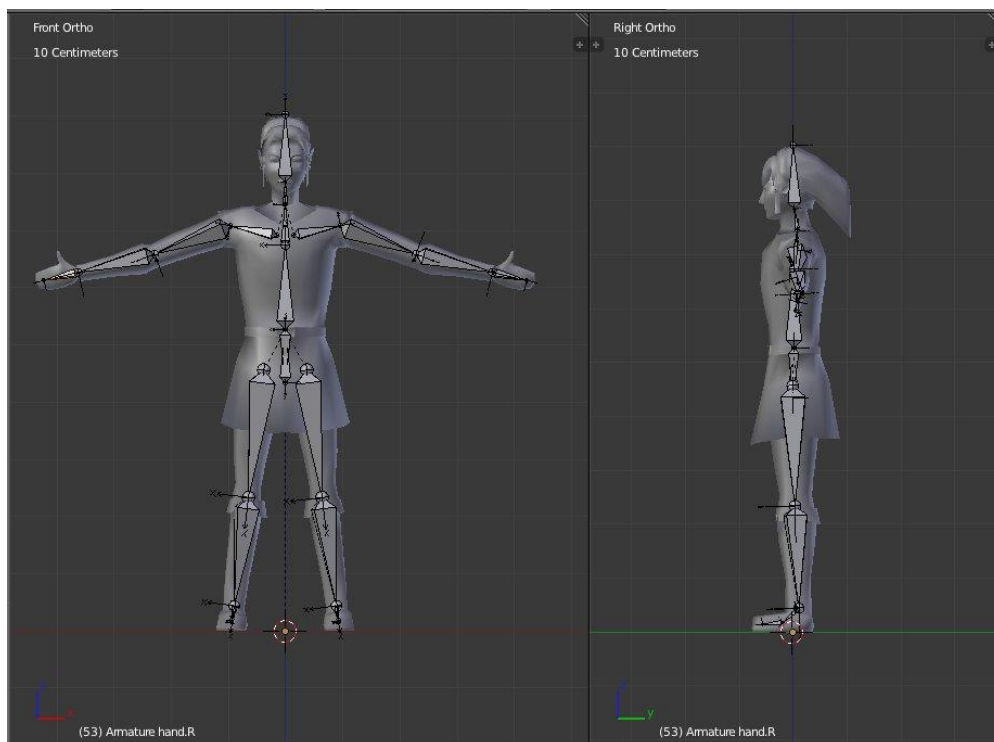 Front Ortho
10 Centimeters
(53) Armature hand.R
Right Ortho
10 Centimeters
(53) Armature hand.R